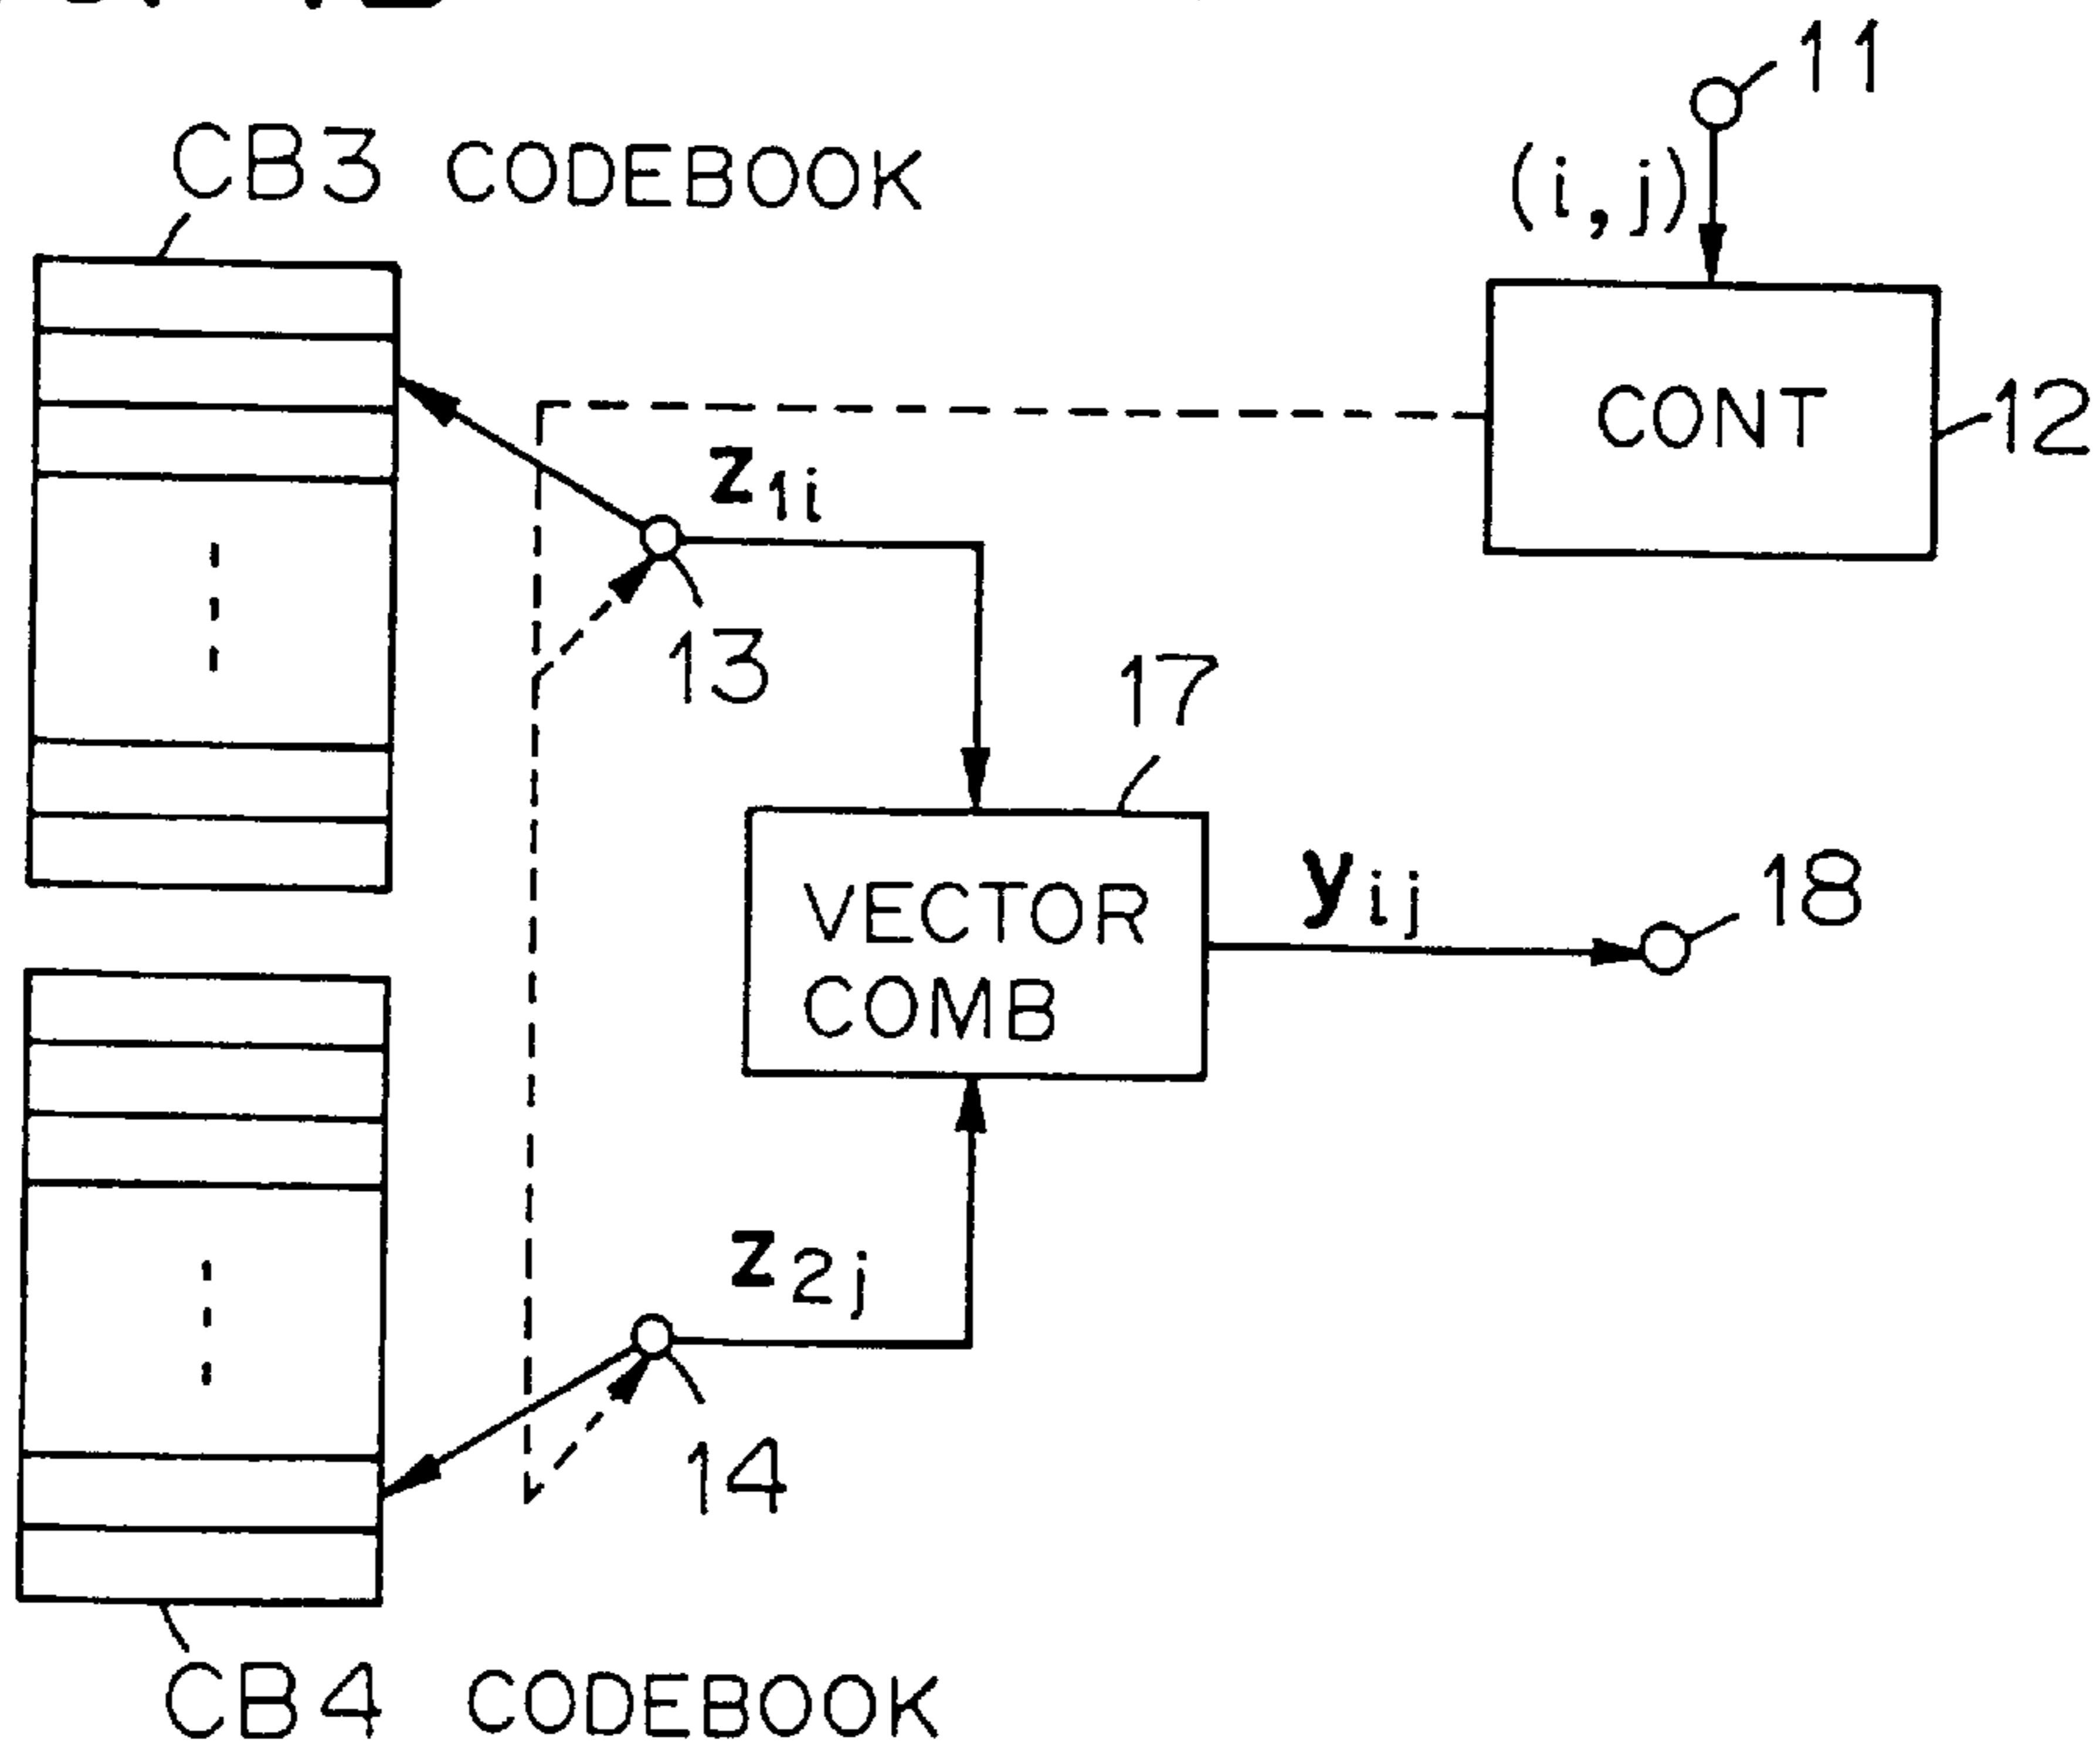 11
CB3 CODEBOOK
(i,j)
CONT
12
z1i
13
17
VECTOR
COMB
yij
18
z2j
14
CB4 CODEBOOK